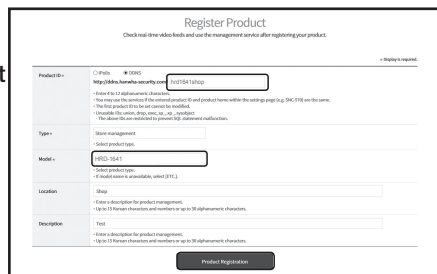 Register Product
Check real-time video feeds and use the management service after registering your product.
* Display is required.
t
Product ID *
IPv0x DDNS
http://ddns.hanwha-security.com/ hrd1641shop
• Enter 4 to 12 alphanumeric characters.
• You may use the services if the entered product ID and product home within the settings page (e.g. SNC-570) are the same.
• The first product ID to be set cannot be modified.
• Unusable IDs: union, drop, exec, sp_, xp_, sysobject
- The above IDs are restricted to prevent SQL statement malfunction.
Type *
Store management
• Select product type.
Model *
HRD-1641
• Select product type.
• If model name is unavailable, select [ETC.].
Location
Shop
• Enter a description for product management.
• Up to 15 Korean characters and numbers or up to 30 alphanumeric characters.
Description
Test
• Enter a description for product management.
• Up to 15 Korean characters and numbers or up to 30 alphanumeric characters.
Product Registration